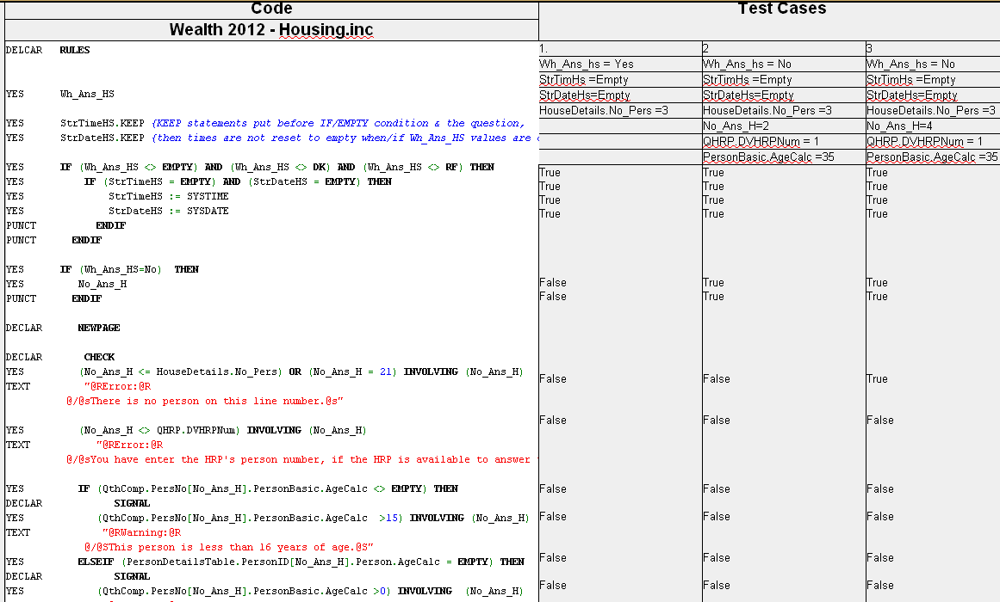 Code
Test Cases
Wealth 2012 - Housing.inc
DELCAR RULES
1. 2 3
Wh_Ans_hs = Yes Wh_Ans_hs = No Wh_Ans_hs = No
StrTimHs =Empty StrTimHs =Empty StrTimHs =Empty
YES Wh_Ans_HS
StrDateHs=Empty StrDateHs=Empty StrDateHs=Empty
HouseDetails.No_Pers =3 HouseDetails.No_Pers =3 HouseDetails.No_Pers =3
YES StrTimeHS.KEEP {KEEP statements put before IF/EMPTY condition & the question,
No_Ans_H=2 No_Ans_H=4
YES StrDateHS.KEEP {then times are not reset to empty when/if Wh_Ans_HS values are
QHRP.DVHRPNum = 1 QHRP.DVHRPNum = 1
PersonBasic.AgeCalc =35 PersonBasic.AgeCalc =35
YES IF (Wh_Ans_HS <> EMPTY) AND (Wh_Ans_HS <> DK) AND (Wh_Ans_HS <> RF) THEN
True True True
YES IF (StrTimeHS = EMPTY) AND (StrDateHS = EMPTY) THEN
True True True
YES StrTimeHS := SYSTIME
True True True
YES StrDateHS := SYSDATE
True True True
PUNCT ENDIF
PUNCT ENDIF
YES IF (Wh_Ans_HS=No) THEN
False True True
YES No_Ans_H
False True True
PUNCT ENDIF
DECLAR NEWPAGE
DECLAR CHECK
YES (No_Ans_H <= HouseDetails.No_Pers) OR (No_Ans_H = 21) INVOLVING (No_Ans_H)
False False True
TEXT "@RError:@R
@/@sThere is no person on this line number.@s"
False False False
YES (No_Ans_H <> QHRP.DVHRPNum) INVOLVING (No_Ans_H)
TEXT "@RError:@R
@/@sYou have enter the HRP's person number, if the HRP is available to answer
YES IF (QthComp.PersNo[No_Ans_H].PersonBasic.AgeCalc <> EMPTY) THEN
False False False
DECLAR SIGNAL
YES (QthComp.PersNo[No_Ans_H].PersonBasic.AgeCalc >15) INVOLVING (No_Ans_H)
False False False
TEXT "@RWarning:@R
@/@SThis person is less than 16 years of age.@S"
YES ELSEIF (PersonDetailsTable.PersonID[No_Ans_H].Person.AgeCalc = EMPTY) THEN
False False False
DECLAR SIGNAL
YES (QthComp.PersNo[No_Ans_H].PersonBasic.AgeCalc >0) INVOLVING (No_Ans_H)
False False False